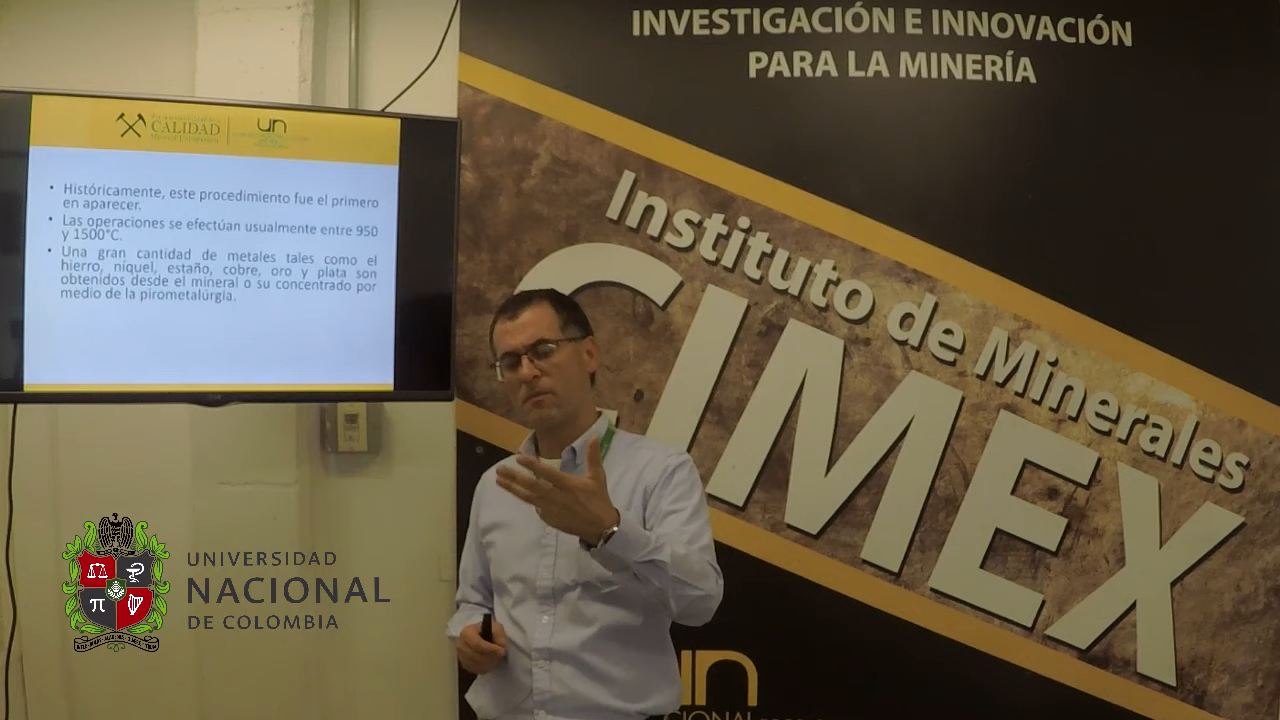 INVESTIGACIÓN E INNOVACIÓN
PARA LA MINERÍA
CALIDAD
un
• Históricamente, este procedimiento fue el primero
en aparecer.
• Las operaciones se efectúan usualmente entre 950
y 1500°C.
• Una gran cantidad de metales tales como el
hierro, níquel, estaño, cobre, oro y plata son
obtenidos desde el mineral o su concentrado por
medio de la pirometalúrgia.
Instituto de Minerales
CIMEX
UNIVERSIDAD
NACIONAL
DE COLOMBIA
un